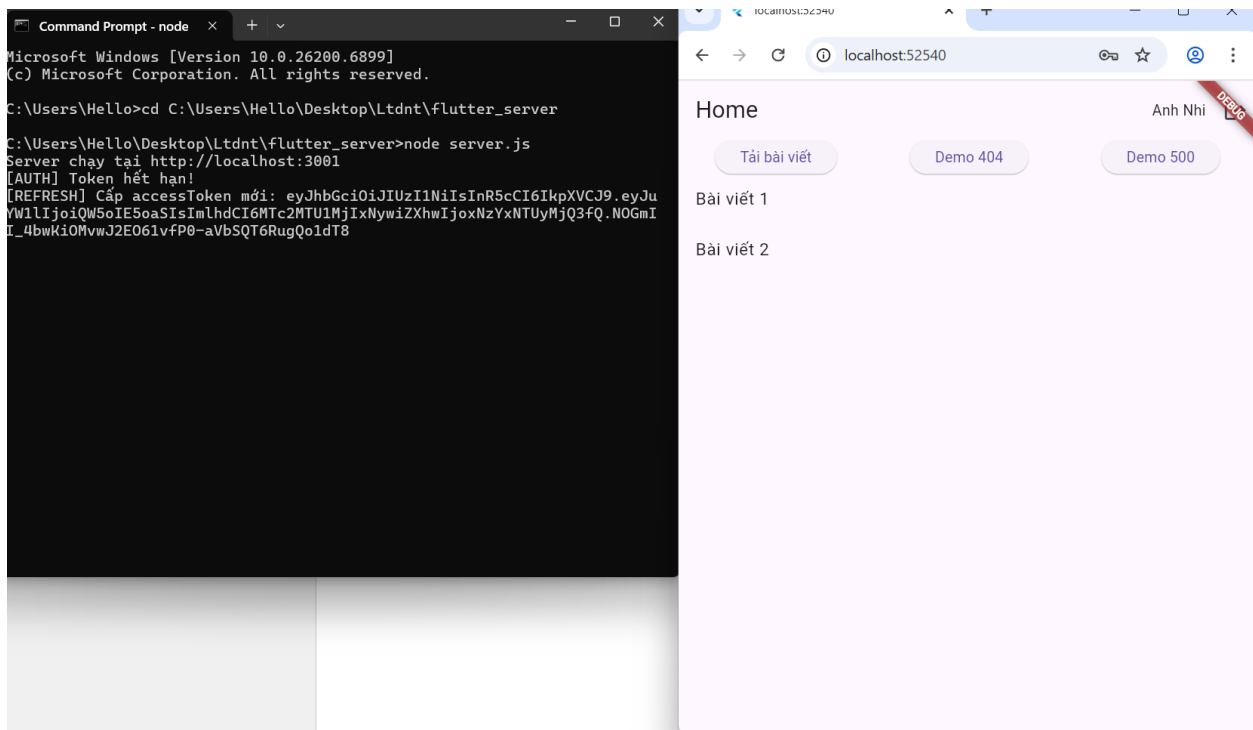 Command Prompt - node
Microsoft Windows [Version 10.0.26200.6899]
(c) Microsoft Corporation. All rights reserved.
C:\Users\Hello>cd C:\Users\Hello\Desktop\Ltdnt\flutter_server
C:\Users\Hello\Desktop\Ltdnt\flutter_server>node server.js
Server chạy tại http://localhost:3001
[AUTH] Token hết hạn!
[REFRESH] Cấp accessToken mới: eyJhbGciOiJIUzI1NiIsInR5cCI6IkpXVCJ9.eyJu
YW1lIjoiQW5oIE5oaSIsImlhdCI6MTc2MTU1MjIxNywiZXhwIjoxNzYxNTUyMjQ3fQ.NOGmI
I_4bwKiOMvwJ2EO61vfP0-aVbSQT6RugQo1dT8
localhost:52540
localhost:52540
Home
Anh Nhi
DEBUG
Tải bài viết
Demo 404
Demo 500
Bài viết 1
Bài viết 2